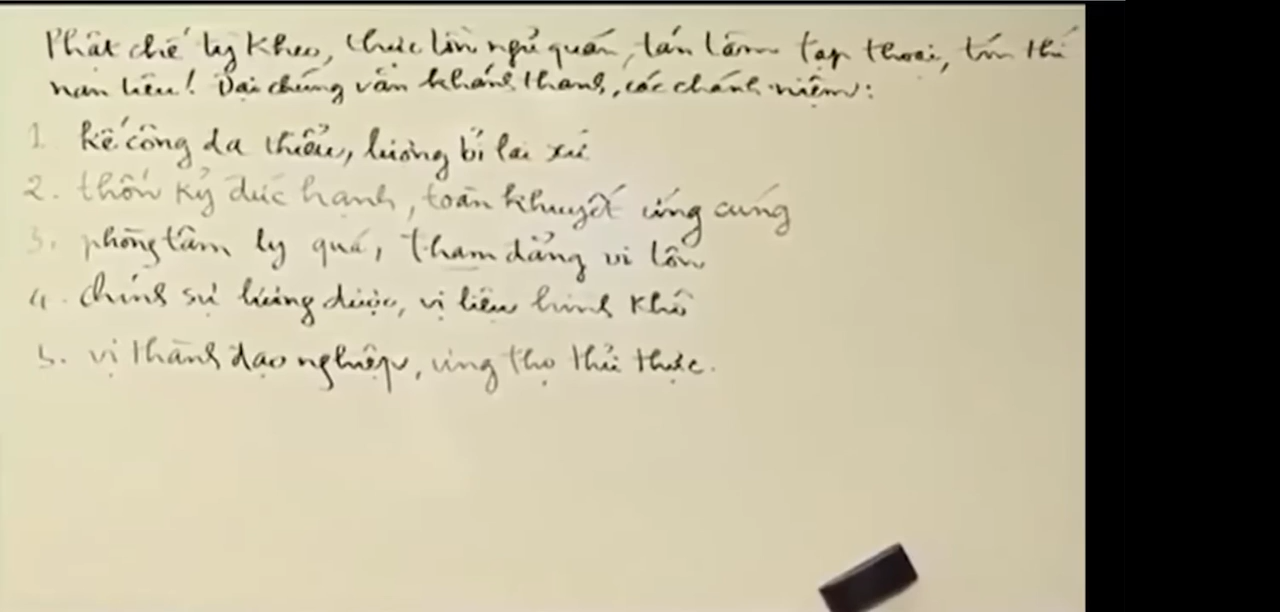 Phật chế tỳ kheo, thực tồn ngũ quán, tán tâm tạp thoại, tín thí
nan tiêu! Đại chúng văn khánh thanh, các chánh niệm:
1. kế công đa thiểu, lường bỉ lai xứ
2. thổn kỷ đức hạnh, toàn khuyết ứng cúng
3. phòng tâm ly quá, tham đẳng vi tôn
4. chính sự lương dược, vị liệu hình khô
5. vị thành đạo nghiệp, ưng thọ thử thực.